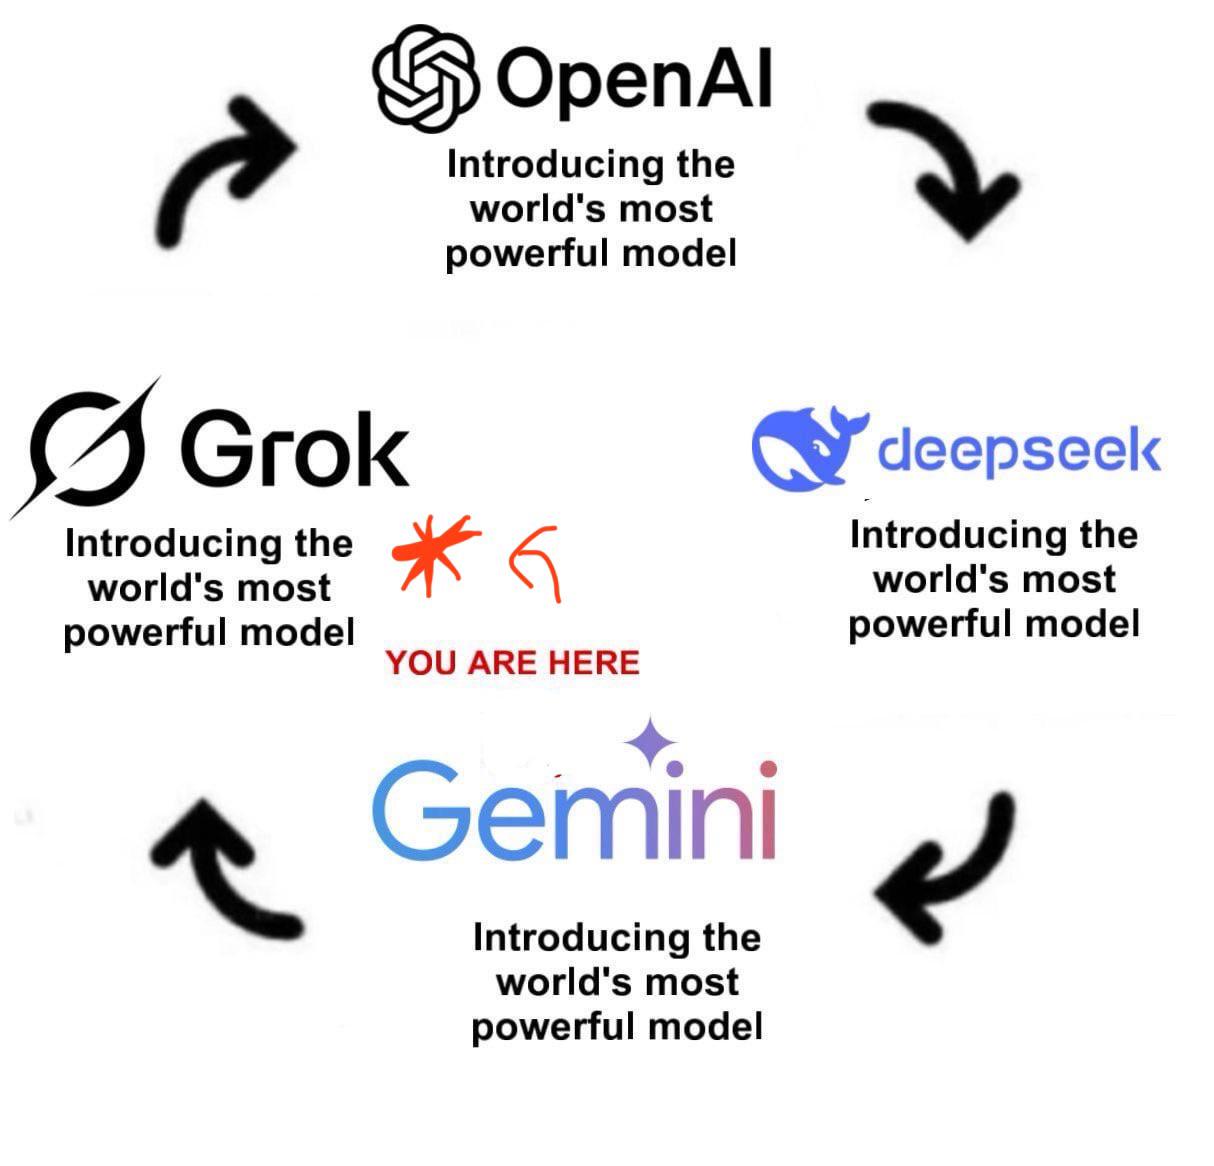 OpenAI
Introducing the
world's most
powerful model
Grok
Introducing the
world's most
powerful model
deepseek
Introducing the
world's most
powerful model
YOU ARE HERE
Gemini
Introducing the
world's most
powerful model